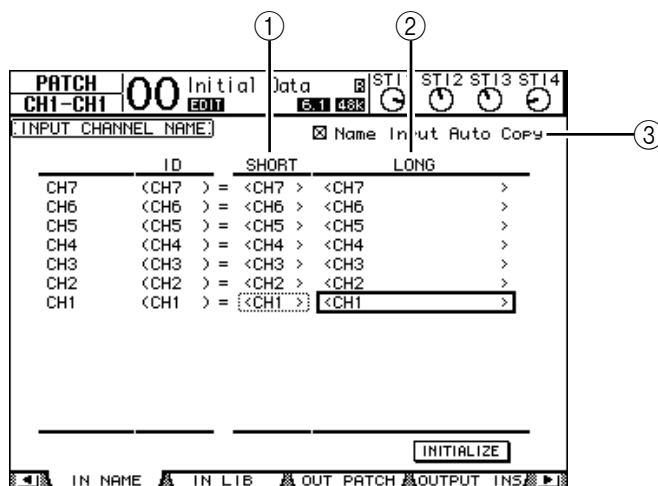 ① ②
PATCH 00 Initial Data R ST1 ST12 ST13 ST14
CH1-CH1 EDIT 6.1 48K
INPUT CHANNEL NAME ☒ Name Input Auto Copy ③
ID SHORT LONG
CH7 (CH7 ) = <CH7 > <CH7 >
CH6 (CH6 ) = <CH6 > <CH6 >
CH5 (CH5 ) = <CH5 > <CH5 >
CH4 (CH4 ) = <CH4 > <CH4 >
CH3 (CH3 ) = <CH3 > <CH3 >
CH2 (CH2 ) = <CH2 > <CH2 >
CH1 (CH1 ) = <CH1 > <CH1 >
INITIALIZE
IN NAME IN LIB OUT PATCH OUTPUT INS